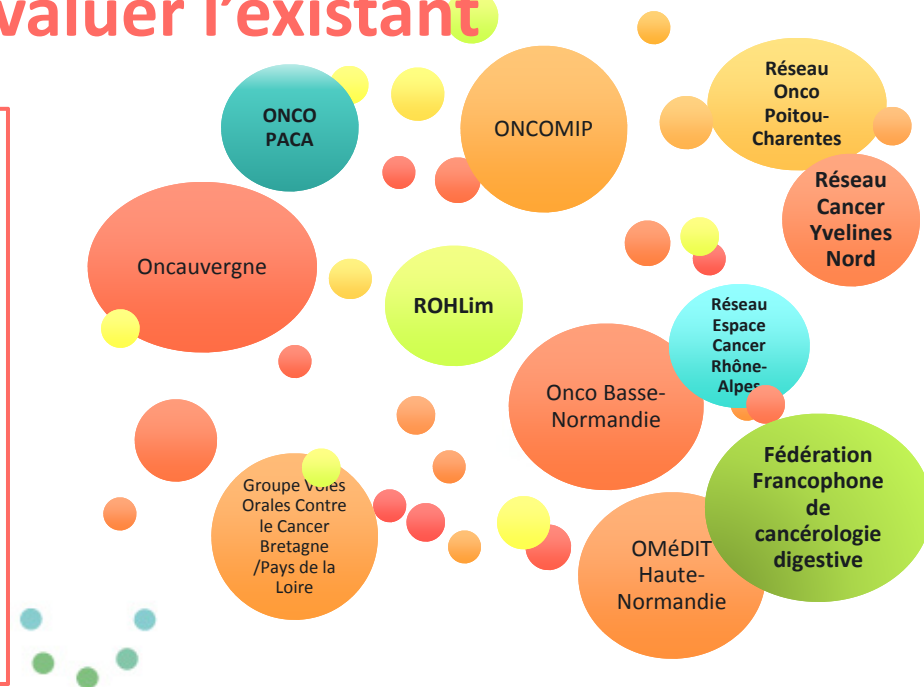 valuer l'existant
ONCO
PACA
ONCOMIP
Réseau
Onco
Poitou-
Charentes
Réseau
Cancer
Yvelines
Nord
Oncauvergne
ROHLim
Réseau
Espace
Cancer
Rhône-
Alpes
Onco Basse-
Normandie
Fédération
Francophone
de
cancérologie
digestive
Groupe Voies
Orales Contre
le Cancer
Bretagne
/Pays de la
Loire
OMéDIT
Haute-
Normandie